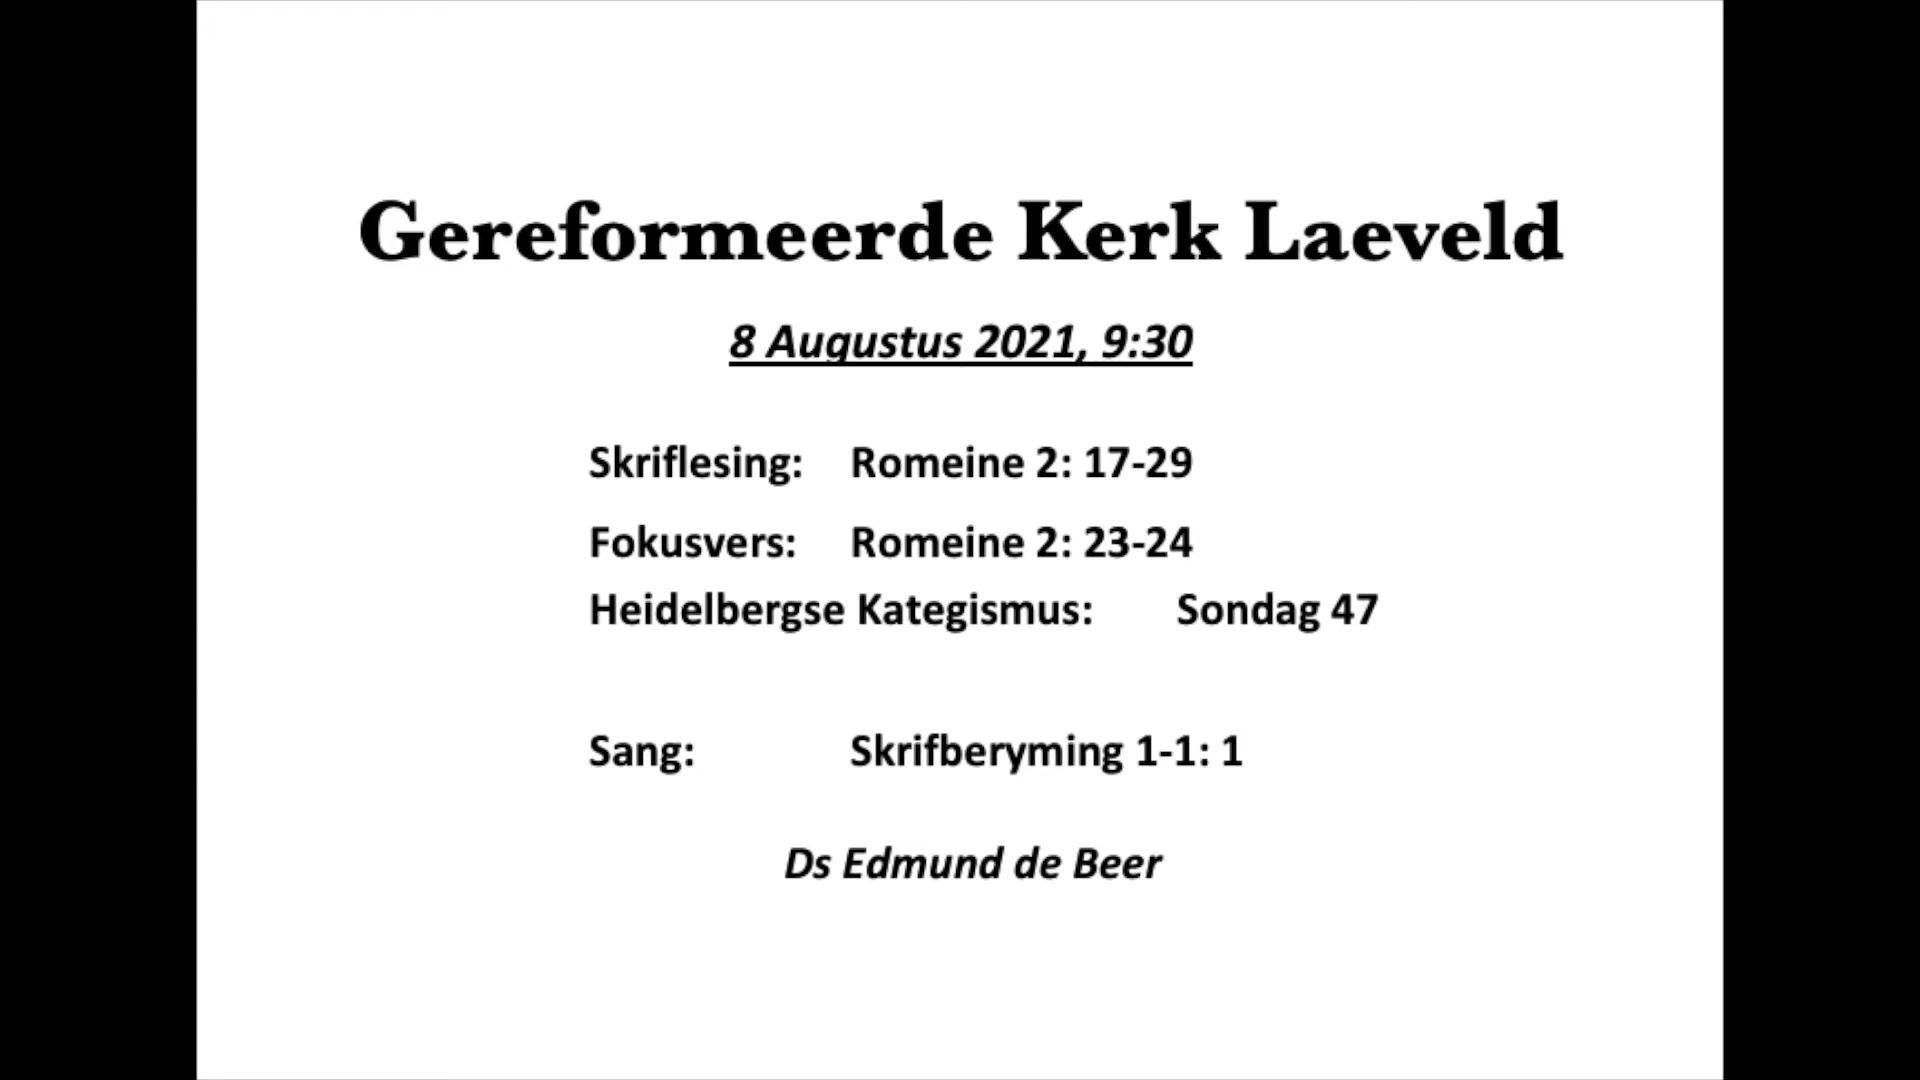 Gereformeerde Kerk Laeveld
8 Augustus 2021, 9:30
Skriflesing: Romeine 2: 17-29
Fokusvers: Romeine 2: 23-24
Heidelbergse Kategismus: Sondag 47
Sang: Skrifberyming 1-1: 1
Ds Edmund de Beer